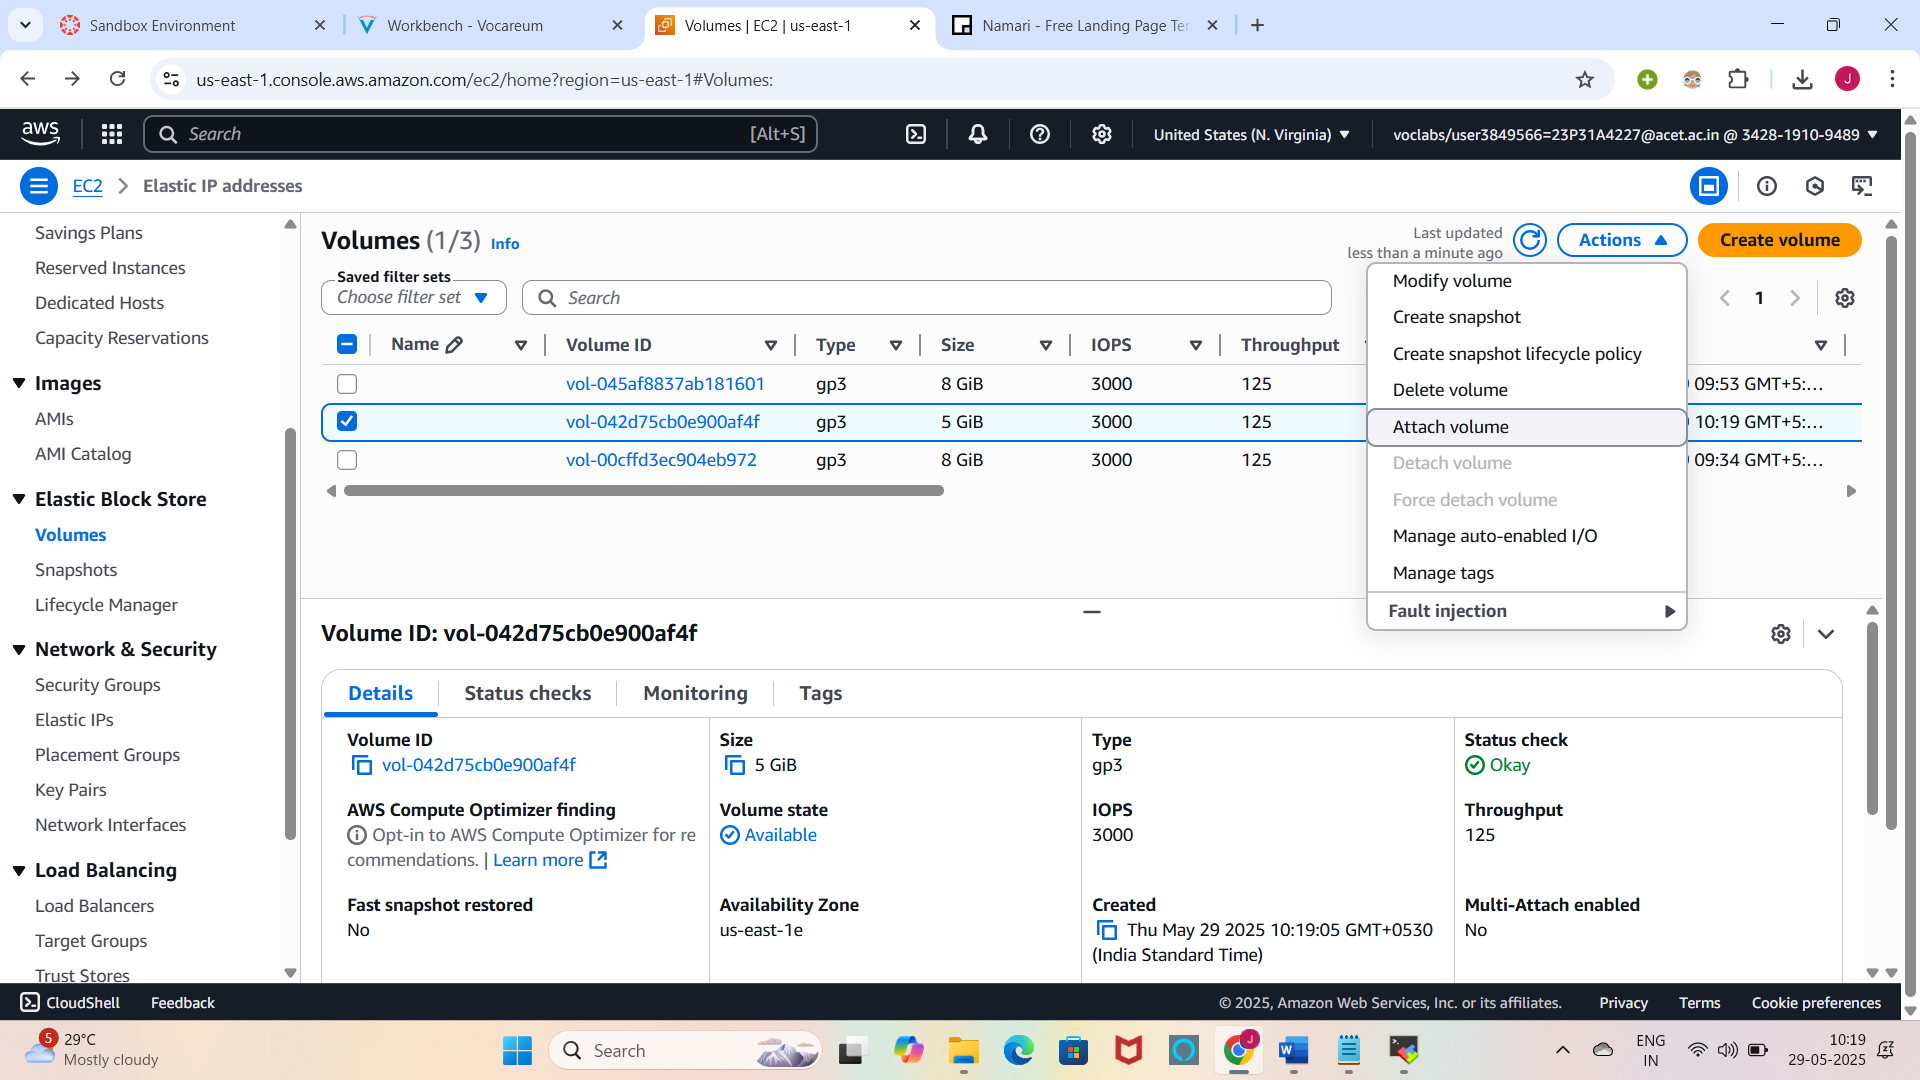 Sandbox Environment
Workbench - Vocareum
Volumes | EC2 | us-east-1
Namari - Free Landing Page Ten
us-east-1.console.aws.amazon.com/ec2/home?region=us-east-1#Volumes:
J
aws
Search
[Alt+S]
United States (N. Virginia)
voclabs/user3849566=23P31A4227@acet.ac.in @ 3428-1910-9489
EC2
Elastic IP addresses
Savings Plans
Reserved Instances
Dedicated Hosts
Capacity Reservations
Images
AMIs
AMI Catalog
Elastic Block Store
Volumes
Snapshots
Lifecycle Manager
Network & Security
Security Groups
Elastic IPs
Placement Groups
Key Pairs
Network Interfaces
Load Balancing
Load Balancers
Target Groups
Trust Stores
Volumes (1/3) Info
Last updated
less than a minute ago
Actions
Create volume
Saved filter sets
Choose filter set
Search
1
Name Volume ID Type Size IOPS Throughput
vol-045af8837ab181601 gp3 8 GiB 3000 125 09:53 GMT+5:...
vol-042d75cb0e900af4f gp3 5 GiB 3000 125 10:19 GMT+5:...
vol-00cffd3ec904eb972 gp3 8 GiB 3000 125 09:34 GMT+5:...
Modify volume
Create snapshot
Create snapshot lifecycle policy
Delete volume
Attach volume
Detach volume
Force detach volume
Manage auto-enabled I/O
Manage tags
Fault injection
Volume ID: vol-042d75cb0e900af4f
Details
Status checks
Monitoring
Tags
Volume ID
vol-042d75cb0e900af4f
Size
5 GiB
Type
gp3
Status check
Okay
AWS Compute Optimizer finding
Opt-in to AWS Compute Optimizer for re
commendations. | Learn more
Volume state
Available
IOPS
3000
Throughput
125
Fast snapshot restored
No
Availability Zone
us-east-1e
Created
Thu May 29 2025 10:19:05 GMT+0530
(India Standard Time)
Multi-Attach enabled
No
CloudShell
Feedback
© 2025, Amazon Web Services, Inc. or its affiliates.
Privacy
Terms
Cookie preferences
5
29°C
Mostly cloudy
Search
J
W
ENG
IN
10:19
29-05-2025